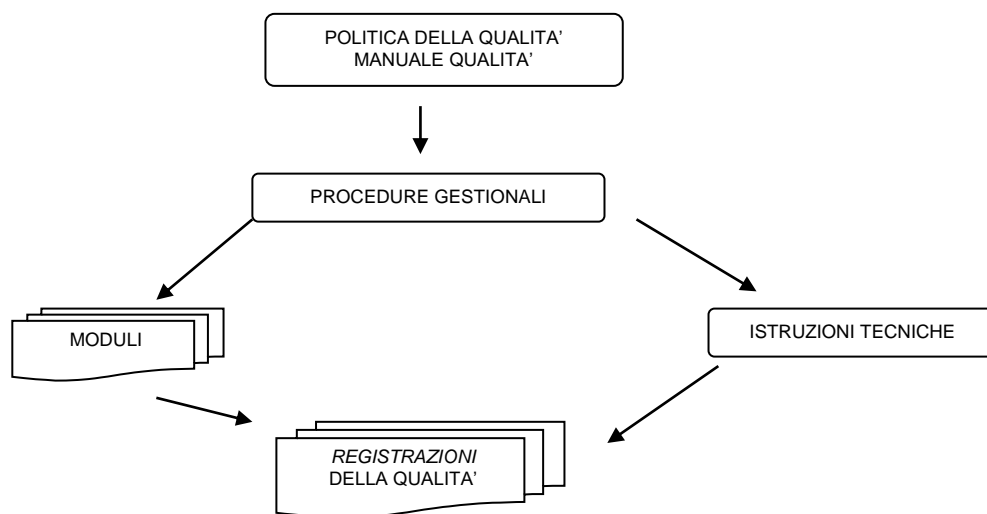 POLITICA DELLA QUALITA’
MANUALE QUALITA’
PROCEDURE GESTIONALI
MODULI
ISTRUZIONI TECNICHE
REGISTRAZIONI
DELLA QUALITA’